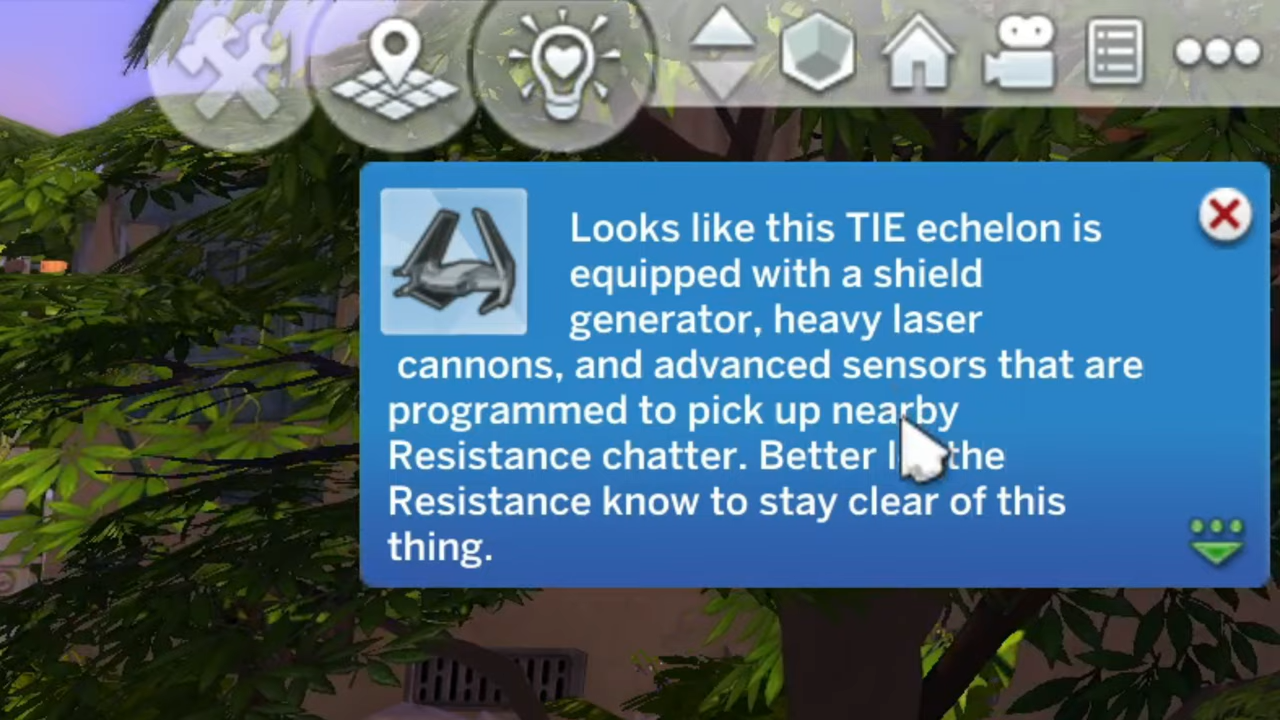 Looks like this TIE echelon is
equipped with a shield
generator, heavy laser
cannons, and advanced sensors that are
programmed to pick up nearby
Resistance chatter. Better the
Resistance know to stay clear of this
thing.